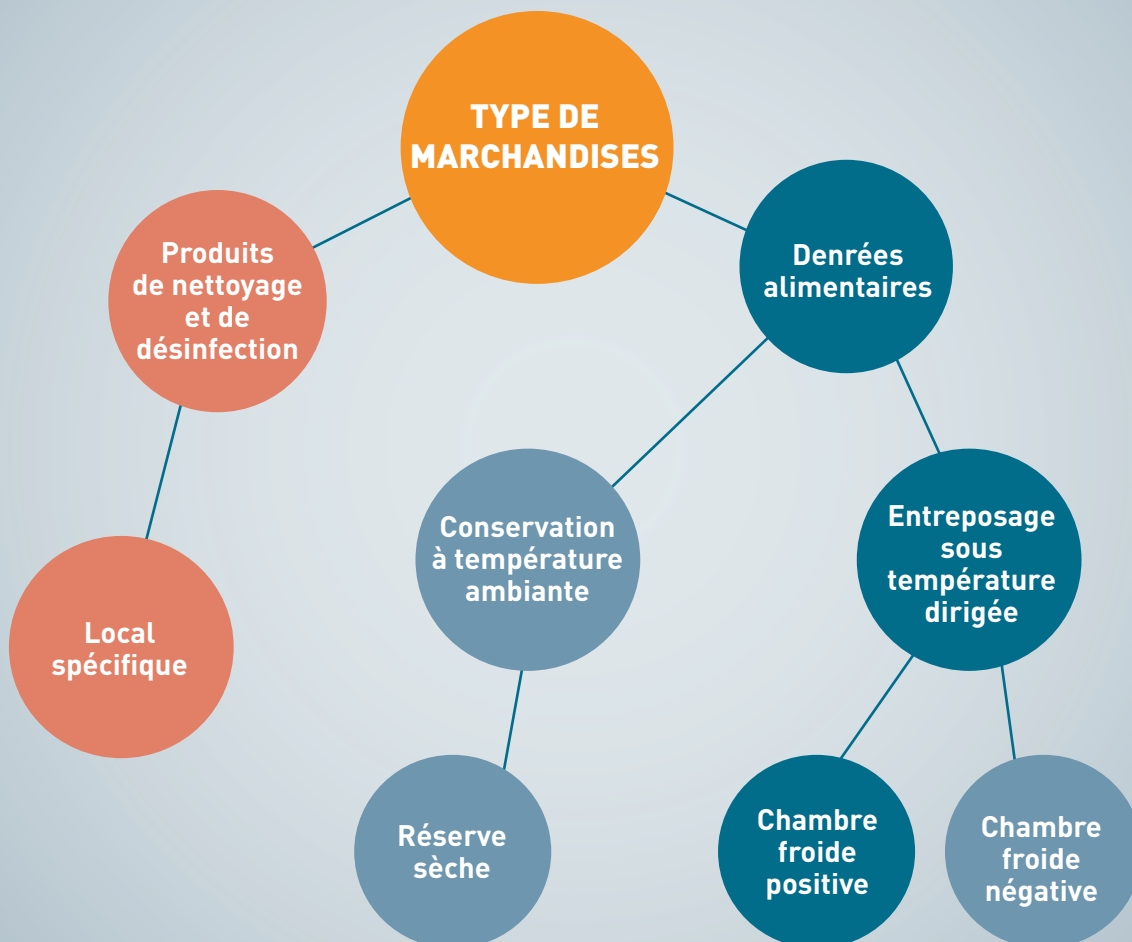 TYPE DE
MARCHANDISES
Produits
de nettoyage
et de
désinfection
Denrées
alimentaires
Local
spécifique
Conservation
à température
ambiante
Entreposage
sous
température
dirigée
Réserve
sèche
Chambre
froide
positive
Chambre
froide
négative